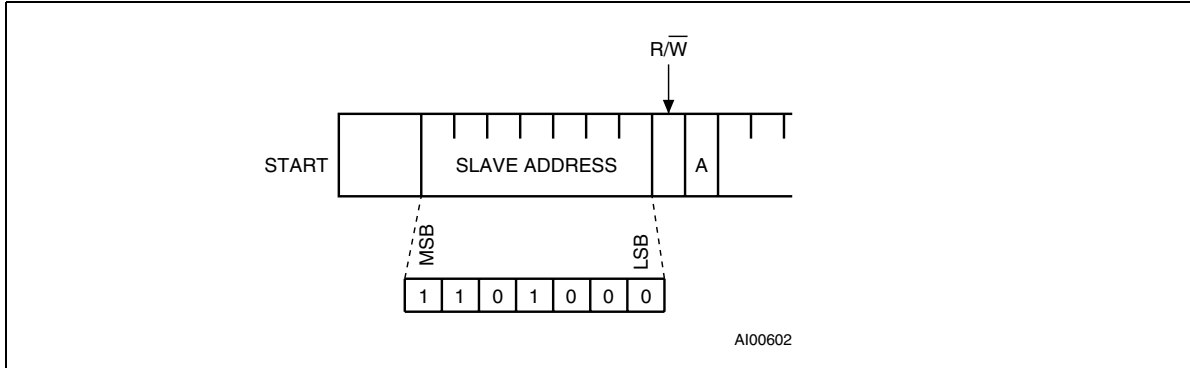 R/W̅
START
SLAVE ADDRESS
A
MSB
LSB
1 1 0 1 0 0 0
AI00602